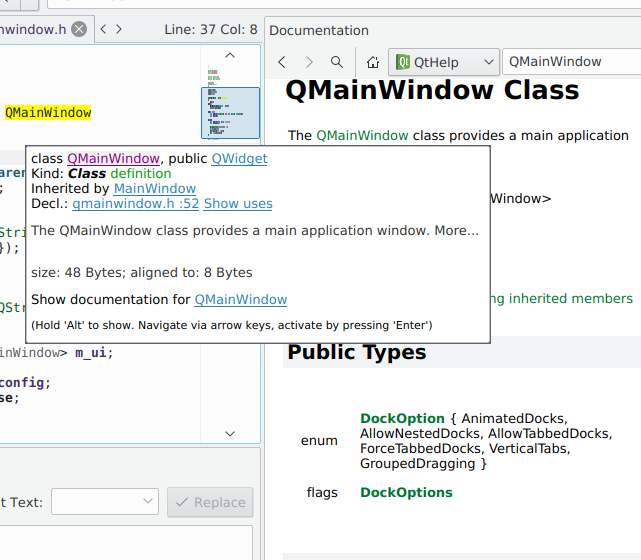 nwindow.h
Line: 37 Col: 8
Documentation
QtHelp
QMainWindow
QMainWindow
QMainWindow Class
The QMainWindow class provides a main application
class QMainWindow, public QWidget
Kind: Class definition
Inherited by MainWindow
Decl.: qmainwindow.h :52 Show uses
The QMainWindow class provides a main application window. More...
size: 48 Bytes; aligned to: 8 Bytes
Show documentation for QMainWindow
(Hold 'Alt' to show. Navigate via arrow keys, activate by pressing 'Enter')
aren
;
QStri
});
QStr
Window>
ng inherited members
inWindow> m_ui;
config;
se;
Public Types
enum
DockOption { AnimatedDocks,
AllowNestedDocks, AllowTabbedDocks,
ForceTabbedDocks, VerticalTabs,
GroupedDragging }
flags
DockOptions
t Text:
Replace